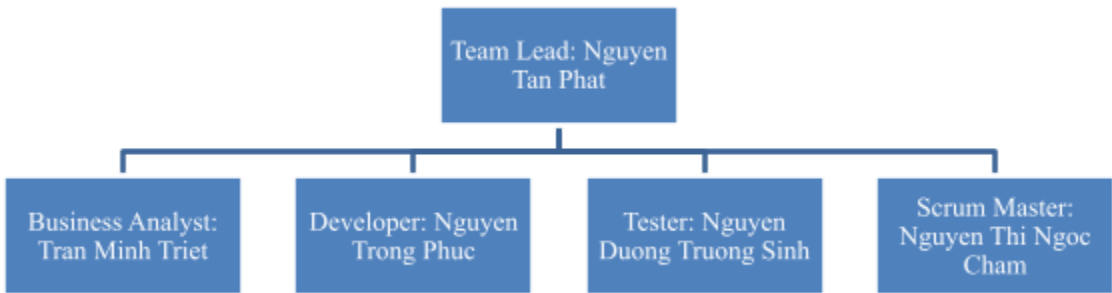 Team Lead: Nguyen
Tan Phat
Business Analyst:
Tran Minh Triet
Developer: Nguyen
Trong Phuc
Tester: Nguyen
Duong Truong Sinh
Scrum Master:
Nguyen Thi Ngoc
Cham